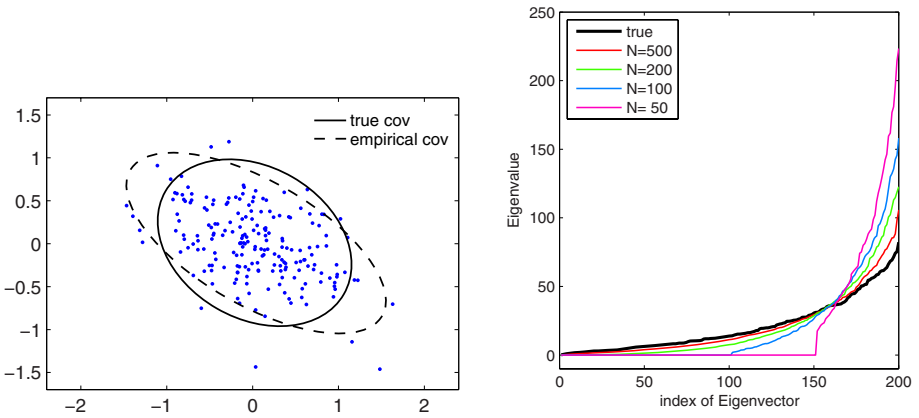 true cov
empirical cov
1.5
1
0.5
0
−0.5
−1
−1.5
−2
−1
0
1
2
250
200
150
100
50
0
Eigenvalue
true
N=500
N=200
N=100
N= 50
0
50
100
150
200
index of Eigenvector